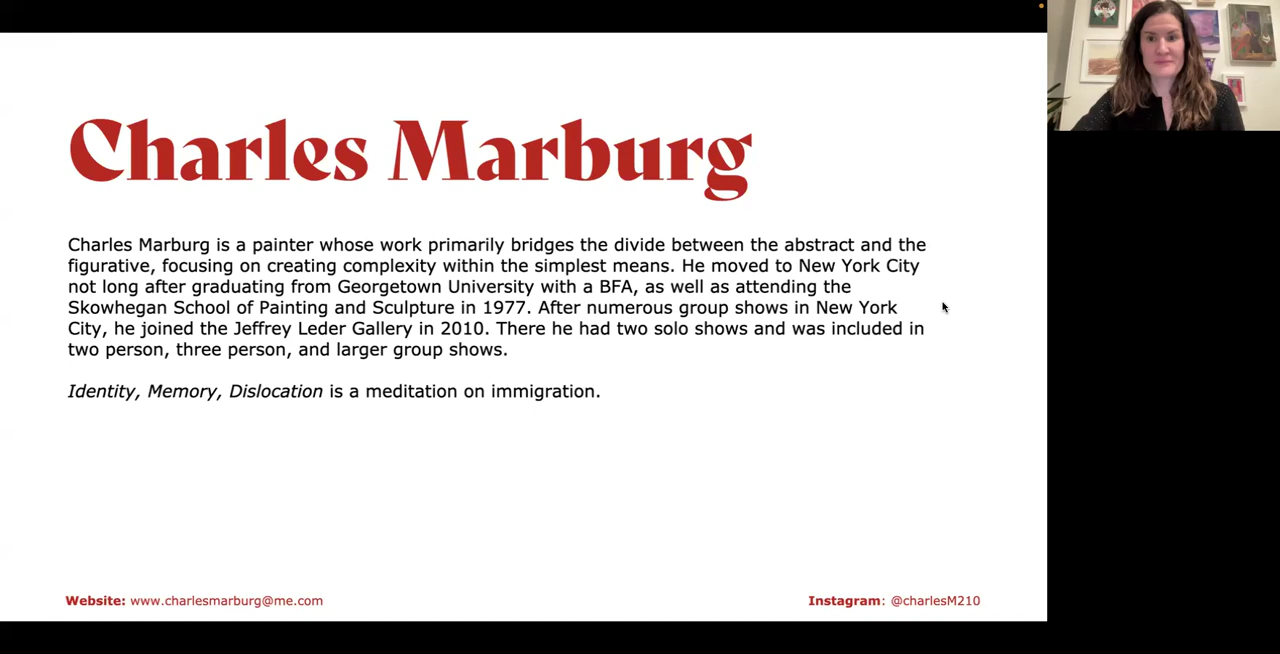 Charles Marburg
Charles Marburg is a painter whose work primarily bridges the divide between the abstract and the
figurative, focusing on creating complexity within the simplest means. He moved to New York City
not long after graduating from Georgetown University with a BFA, as well as attending the
Skowhegan School of Painting and Sculpture in 1977. After numerous group shows in New York
City, he joined the Jeffrey Leder Gallery in 2010. There he had two solo shows and was included in
two person, three person, and larger group shows.
Identity, Memory, Dislocation is a meditation on immigration.
Website: www.charlesmarburg@me.com
Instagram: @charlesM210